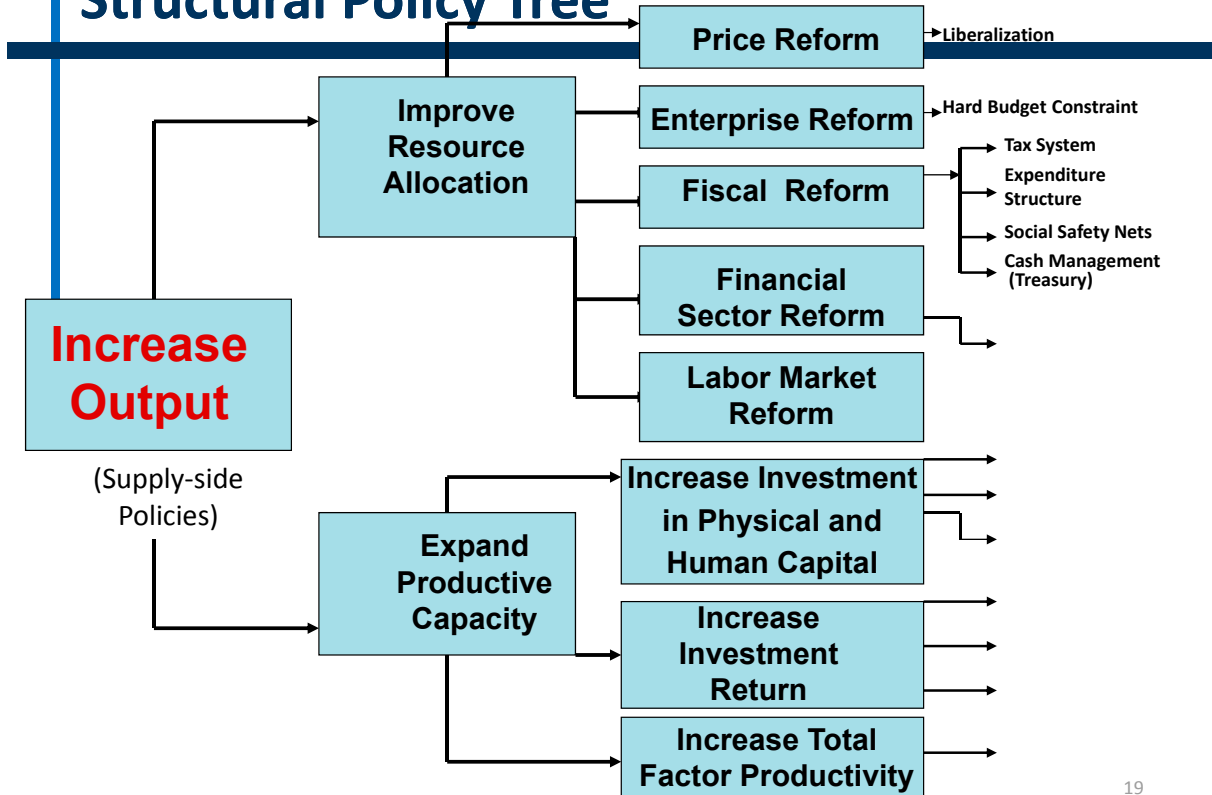 Structural Policy Tree
Price Reform
Liberalization
Improve
Resource
Allocation
Enterprise Reform
Hard Budget Constraint
Fiscal Reform
Tax System
Expenditure
Structure
Social Safety Nets
Cash Management
(Treasury)
Financial
Sector Reform
Labor Market
Reform
Increase
Output
(Supply-side
Policies)
Expand
Productive
Capacity
Increase Investment
in Physical and
Human Capital
Increase
Investment
Return
Increase Total
Factor Productivity
19